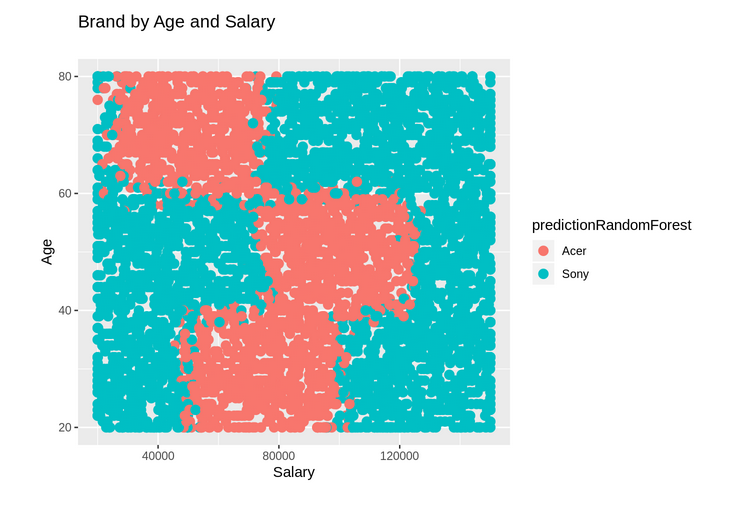 Brand by Age and Salary
80
60
40
20
Age
40000 80000 120000
Salary
predictionRandomForest
Acer
Sony